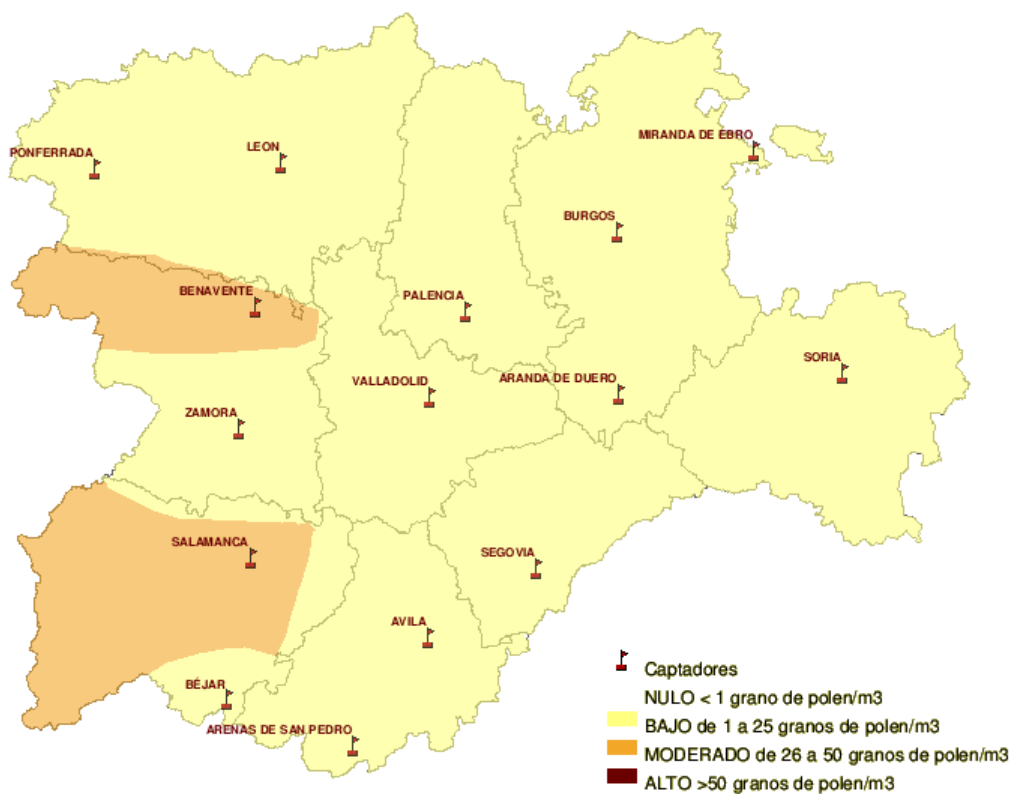 MIRANDA DE EBRO
PONFERRADA
LEON
BURGOS
BENAVENTE
PALENCIA
SORIA
VALLADOLID
ARANDA DE DUERO
ZAMORA
SALAMANCA
SEGOVIA
AVILA
BÉJAR
ARENAS DE SAN PEDRO
Captadores
NULO < 1 grano de polen/m3
BAJO de 1 a 25 granos de polen/m3
MODERADO de 26 a 50 granos de polen/m3
ALTO >50 granos de polen/m3